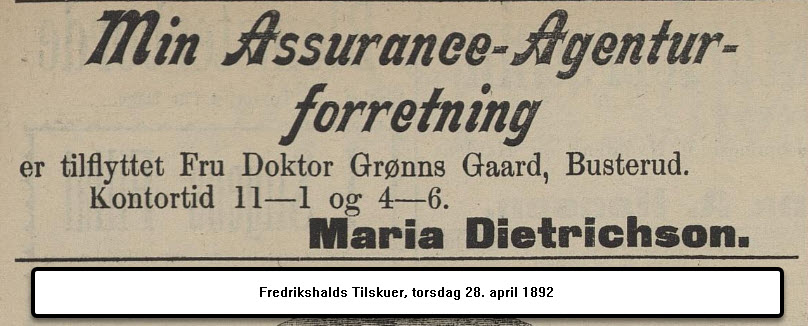 Min Assurance-Agentur-
forretning
er tilflyttet Fru Doktor Grønns Gaard, Busterud.
Kontortid 11—1 og 4—6.
Maria Dietrichson.
Fredrikshalds Tilskuer, torsdag 28. april 1892